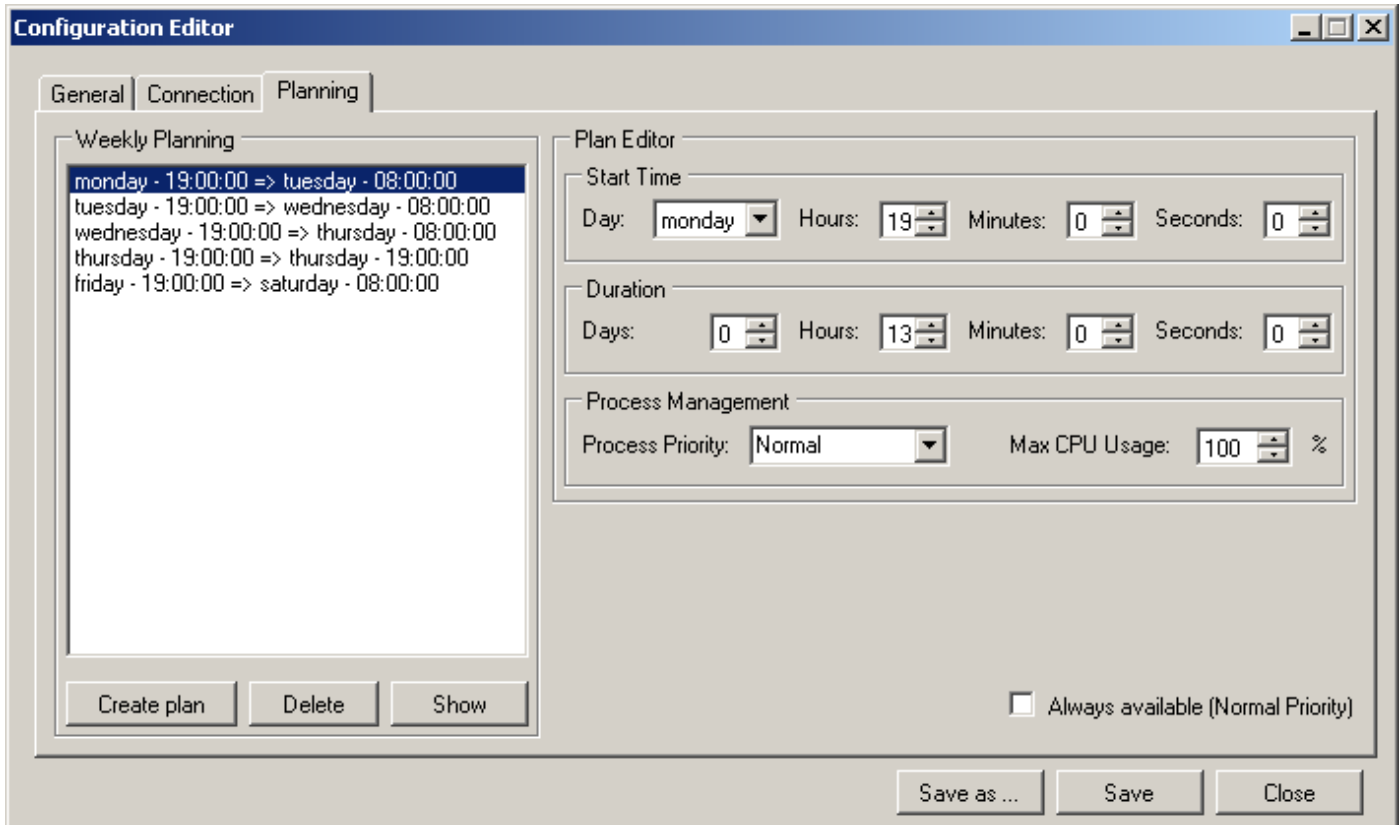 Configuration Editor
General Connection Planning
Weekly Planning
monday - 19:00:00 => tuesday - 08:00:00
tuesday - 19:00:00 => wednesday - 08:00:00
wednesday - 19:00:00 => thursday - 08:00:00
thursday - 19:00:00 => thursday - 19:00:00
friday - 19:00:00 => saturday - 08:00:00
Create plan Delete Show
Plan Editor
Start Time
Day: monday Hours: 19 Minutes: 0 Seconds: 0
Duration
Days: 0 Hours: 13 Minutes: 0 Seconds: 0
Process Management
Process Priority: Normal Max CPU Usage: 100 %
Always available (Normal Priority)
Save as ... Save Close